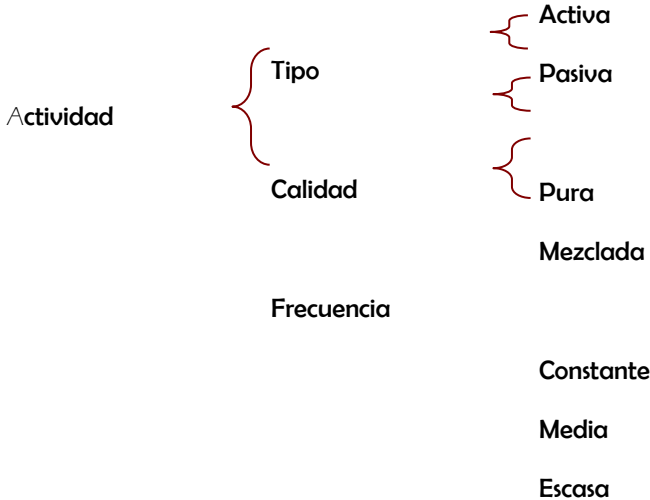 Activa
Tipo
Pasiva
Actividad
Calidad
Pura
Mezclada
Frecuencia
Constante
Media
Escasa